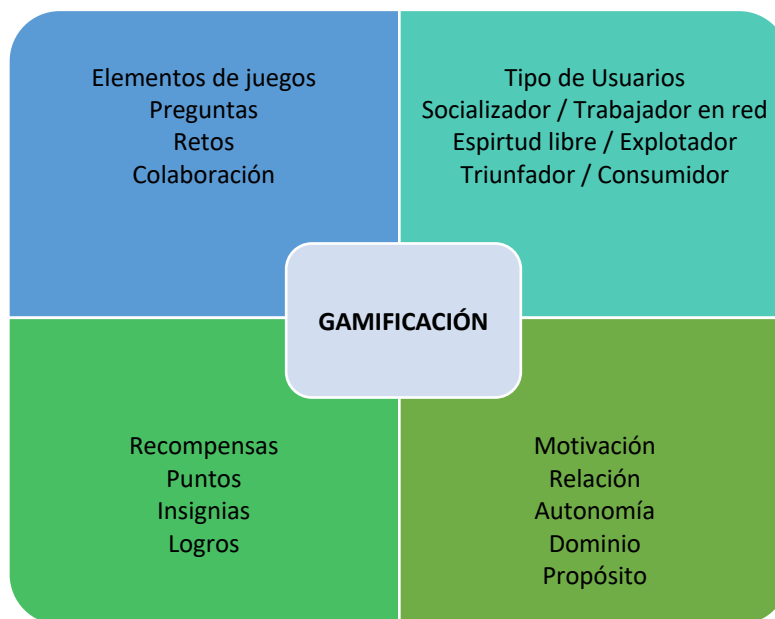 Elementos de juegos
Preguntas
Retos
Colaboración
Tipo de Usuarios
Socializador / Trabajador en red
Espirtud libre / Explotador
Triunfador / Consumidor
GAMIFICACIÓN
Recompensas
Puntos
Insignias
Logros
Motivación
Relación
Autonomía
Dominio
Propósito